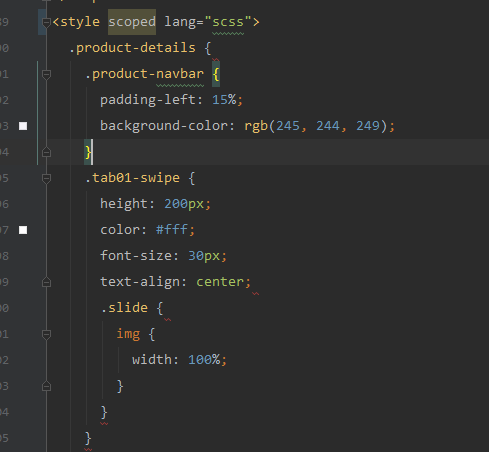 89 <style scoped lang="scss">
90 .product-details {
91 .product-navbar {
92 padding-left: 15%;
93 background-color: rgb(245, 244, 249);
94 }
95 .tab01-swipe {
96 height: 200px;
97 color: #fff;
98 font-size: 30px;
99 text-align: center;
00 .slide {
01 img {
02 width: 100%;
03 }
04 }
05 }